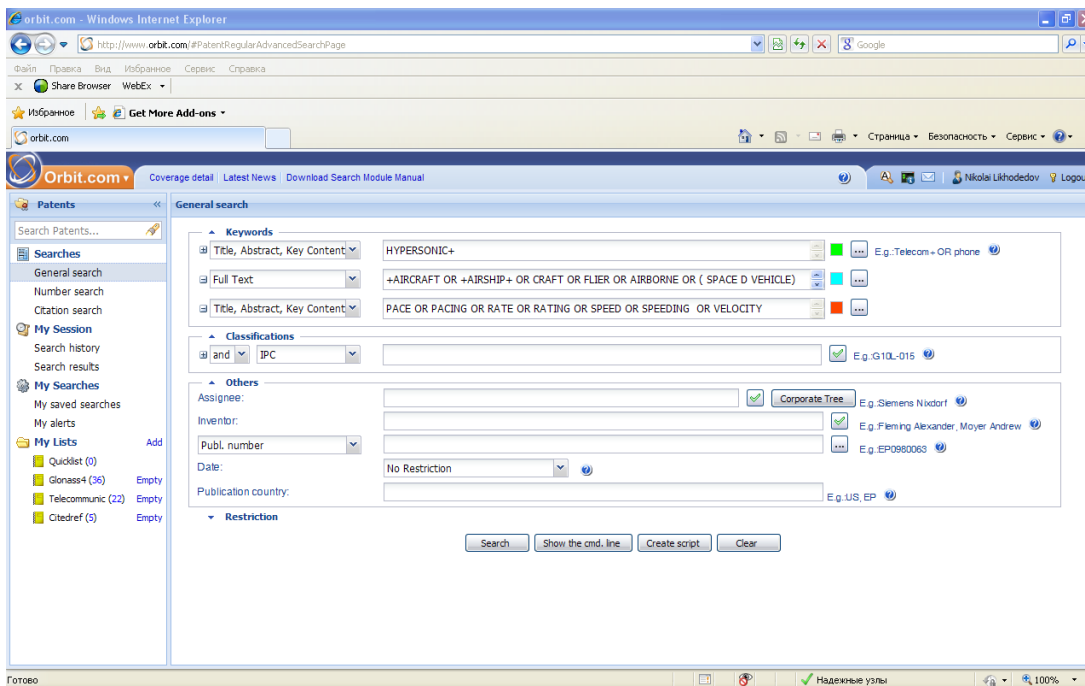 orbit.com - Windows Internet Explorer
http://www.orbit.com/#PatentRegularAdvancedSearchPage
Google
Файл Правка Вид Избранное Сервис Справка
x Share Browser WebEx
Избранное Get More Add-ons
orbit.com
Страница Безопасность Сервис
Orbit.com Coverage detail Latest News Download Search Module Manual Nikolai Likhodedov Logou
Patents «
General search
Search Patents...
Searches
General search
Number search
Citation search
My Session
Search history
Search results
My Searches
My saved searches
My alerts
My Lists Add
Quicklist (0)
Glonass4 (36) Empty
Telecommunic (22) Empty
Citedref (5) Empty
Keywords
Title, Abstract, Key Content HYPERSONIC+ ... E.g.:Telecom+ OR phone
Full Text +AIRCRAFT OR +AIRSHIP+ OR CRAFT OR FLIER OR AIRBORNE OR ( SPACE D VEHICLE) ...
Title, Abstract, Key Content PACE OR PACING OR RATE OR RATING OR SPEED OR SPEEDING OR VELOCITY ...
Classifications
and IPC E.g.:G10L-015
Others
Assignee: Corporate Tree E.g.:Siemens Nixdorf
Inventor: E.g.:Fleming Alexander, Moyer Andrew
Publ. number ... E.g.:EP0980063
Date: No Restriction
Publication country: E.g.:US, EP
Restriction
Search Show the cmd. line Create script Clear
Готово Надежные узлы 100%